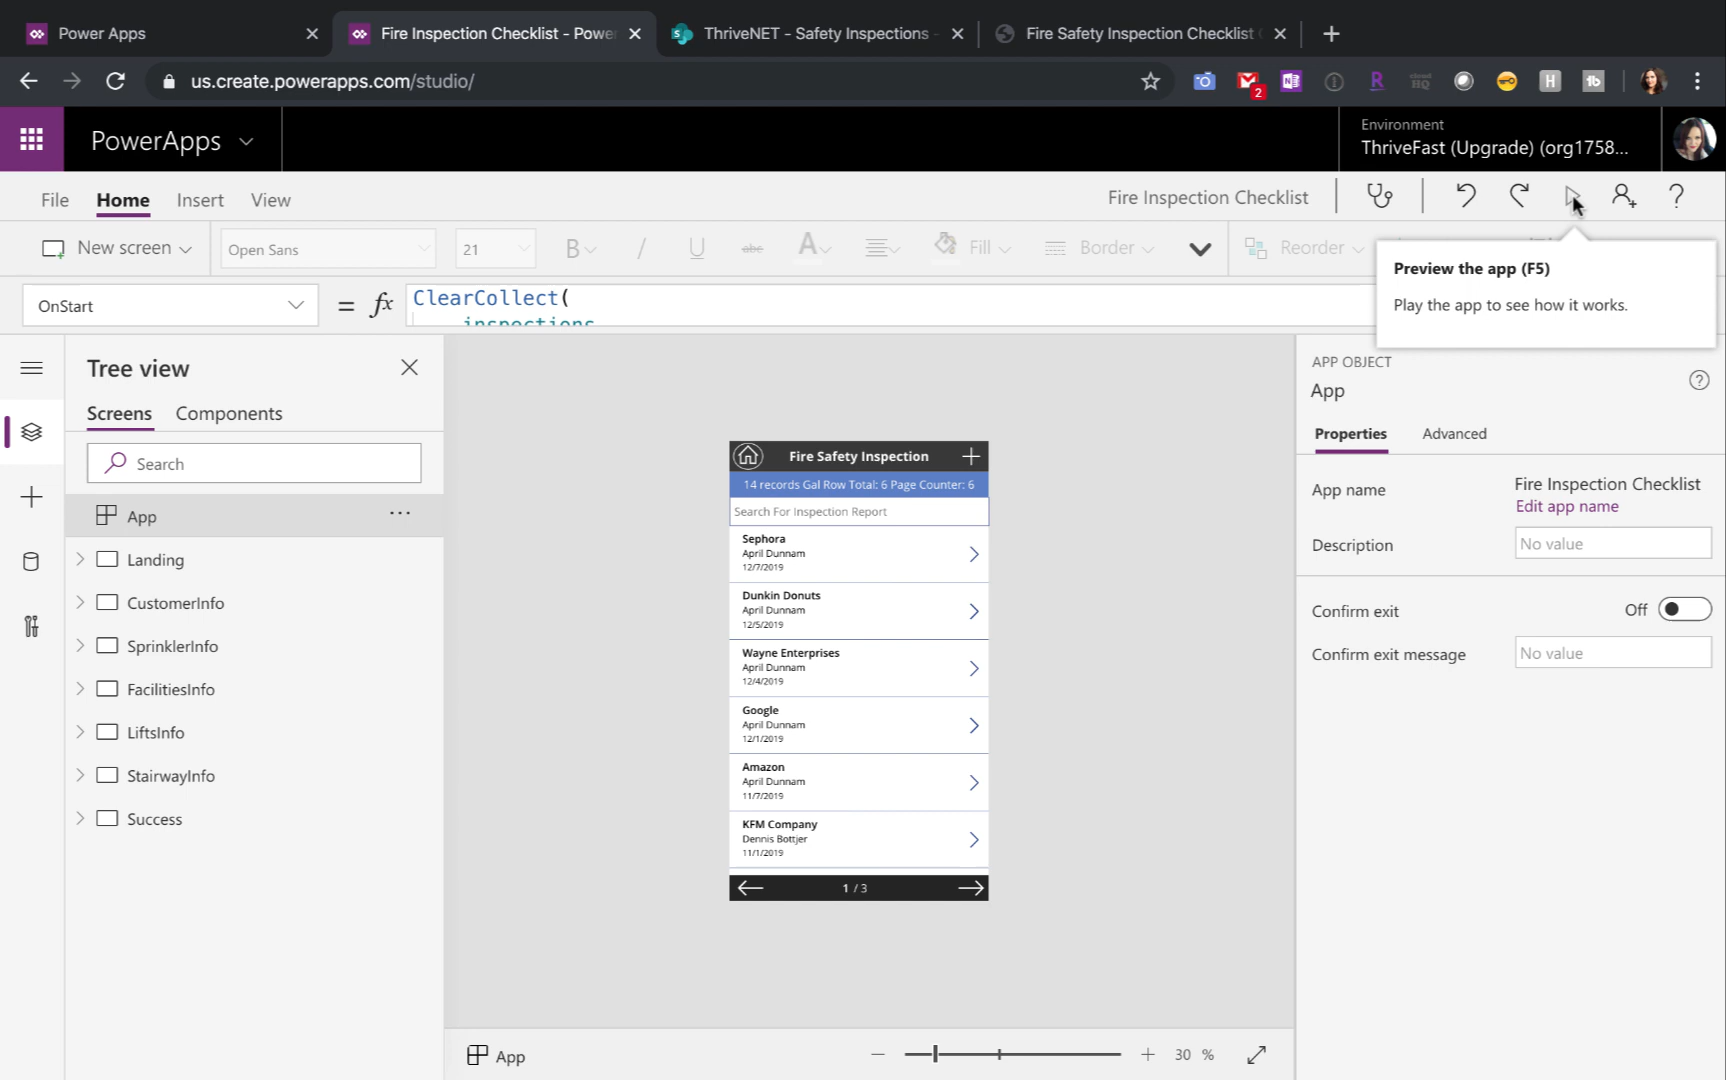 Power Apps
Fire Inspection Checklist - Power
ThriveNET - Safety Inspections -
Fire Safety Inspection Checklist
us.create.powerapps.com/studio/
2
PowerApps
Environment
ThriveFast (Upgrade) (org1758...
File
Home
Insert
View
Fire Inspection Checklist
New screen
Open Sans
21
B
/
U
abc
A
Fill
Border
Reorder
Preview the app (F5)
Play the app to see how it works.
OnStart
= fx
ClearCollect(
inspections
Tree view
Screens
Components
Search
App
Landing
CustomerInfo
SprinklerInfo
FacilitiesInfo
LiftsInfo
StairwayInfo
Success
Fire Safety Inspection
14 records Gal Row Total: 6 Page Counter: 6
Search For Inspection Report
Sephora
April Dunnam
12/7/2019
Dunkin Donuts
April Dunnam
12/5/2019
Wayne Enterprises
April Dunnam
12/4/2019
Google
April Dunnam
12/1/2019
Amazon
April Dunnam
11/7/2019
KFM Company
Dennis Bottjer
11/1/2019
1 / 3
APP OBJECT
App
Properties
Advanced
App name
Fire Inspection Checklist
Edit app name
Description
No value
Confirm exit
Off
Confirm exit message
No value
App
30 %